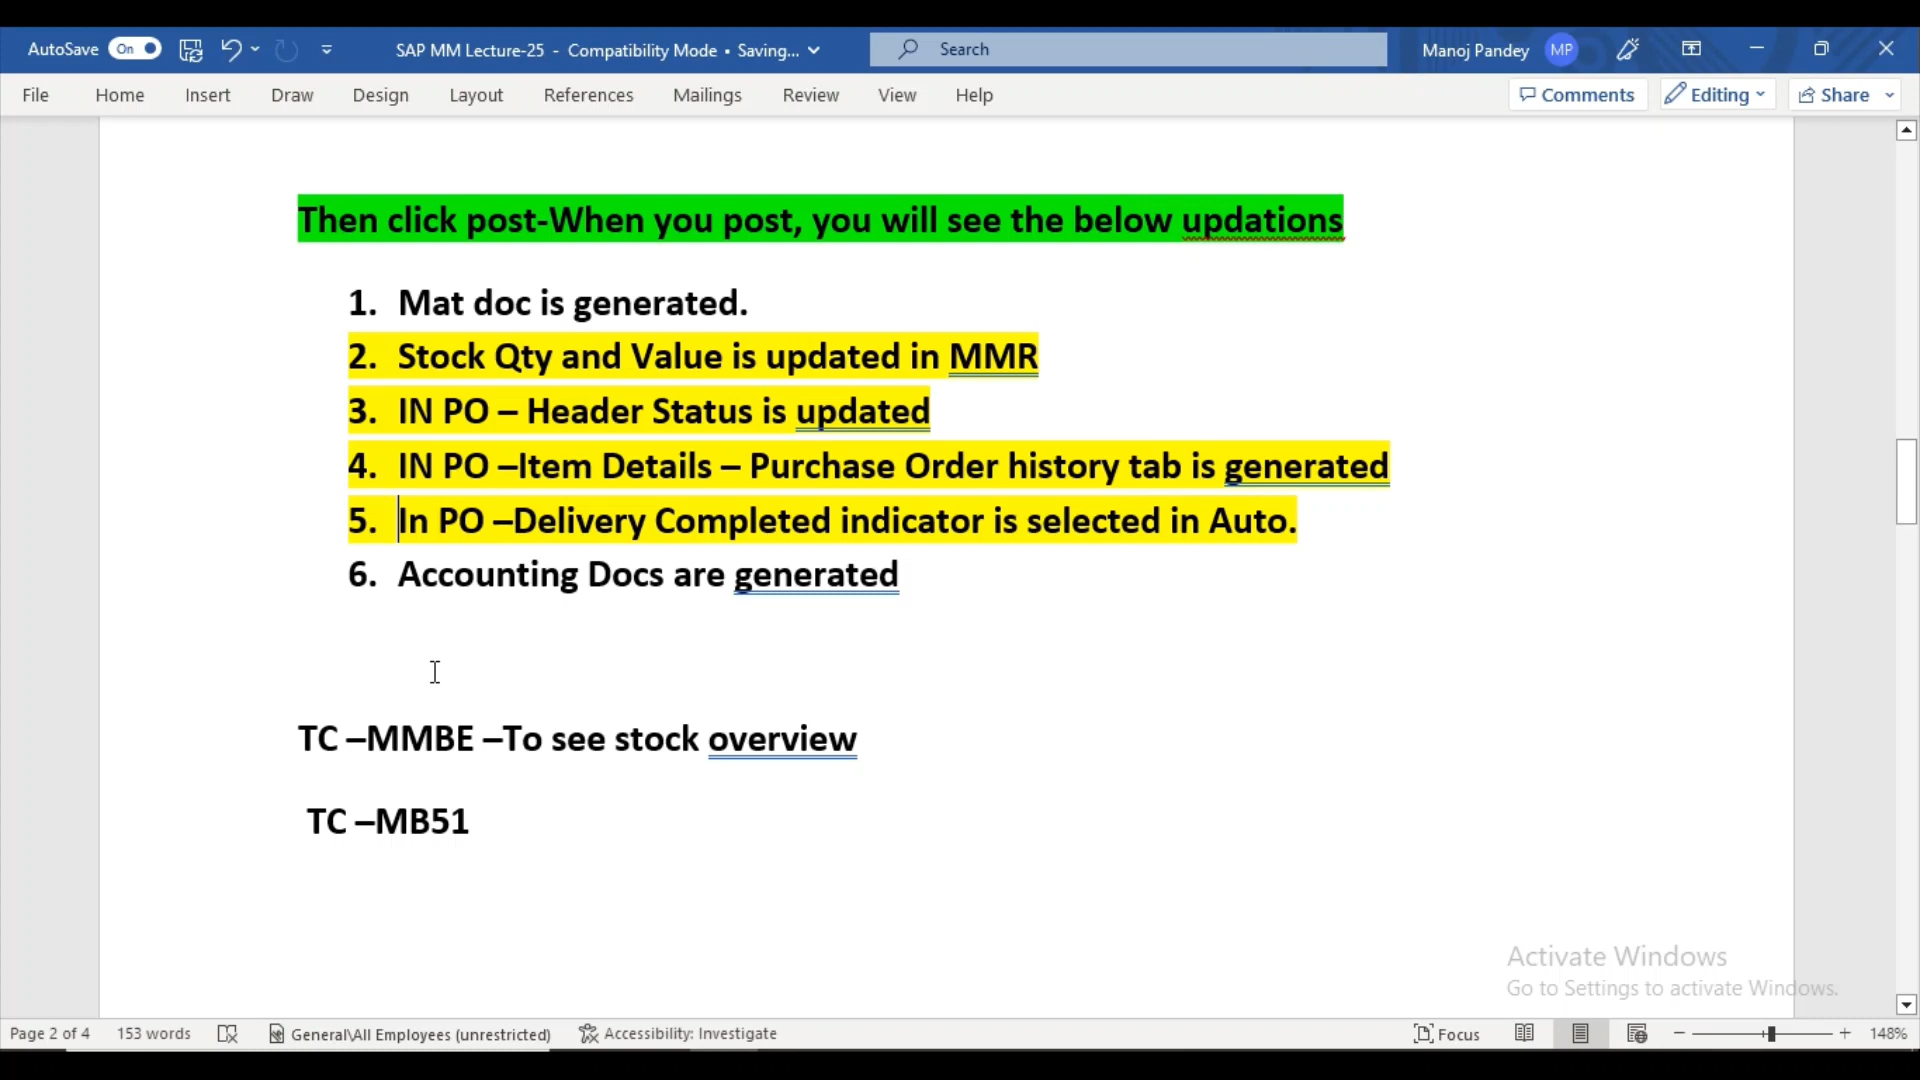 AutoSave On SAP MM Lecture-25 - Compatibility Mode • Saving... Search Manoj Pandey MP
File Home Insert Draw Design Layout References Mailings Review View Help Comments Editing Share
Then click post-When you post, you will see the below updations
1. Mat doc is generated.
2. Stock Qty and Value is updated in MMR
3. IN PO – Header Status is updated
4. IN PO –Item Details – Purchase Order history tab is generated
5. In PO –Delivery Completed indicator is selected in Auto.
6. Accounting Docs are generated
TC –MMBE –To see stock overview
TC –MB51
Activate Windows
Go to Settings to activate Windows.
Page 2 of 4 153 words General\All Employees (unrestricted) Accessibility: Investigate Focus 148%